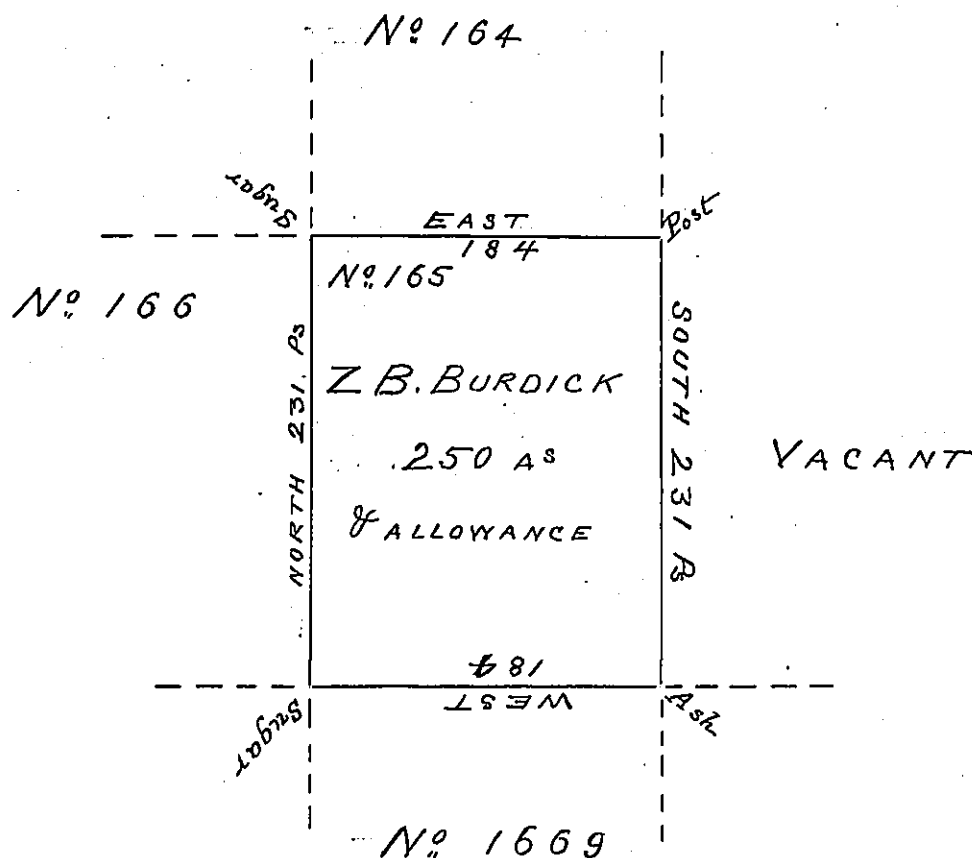 Nº 164
Sugar
Post
EAST
184
Nº 165
Nº 166
NORTH 231. Ps
SOUTH 231 Ps
Z B. BURDICK
250 As
& ALLOWANCE
VACANT
184
WEST
Sugar
Ash
Nº 1669